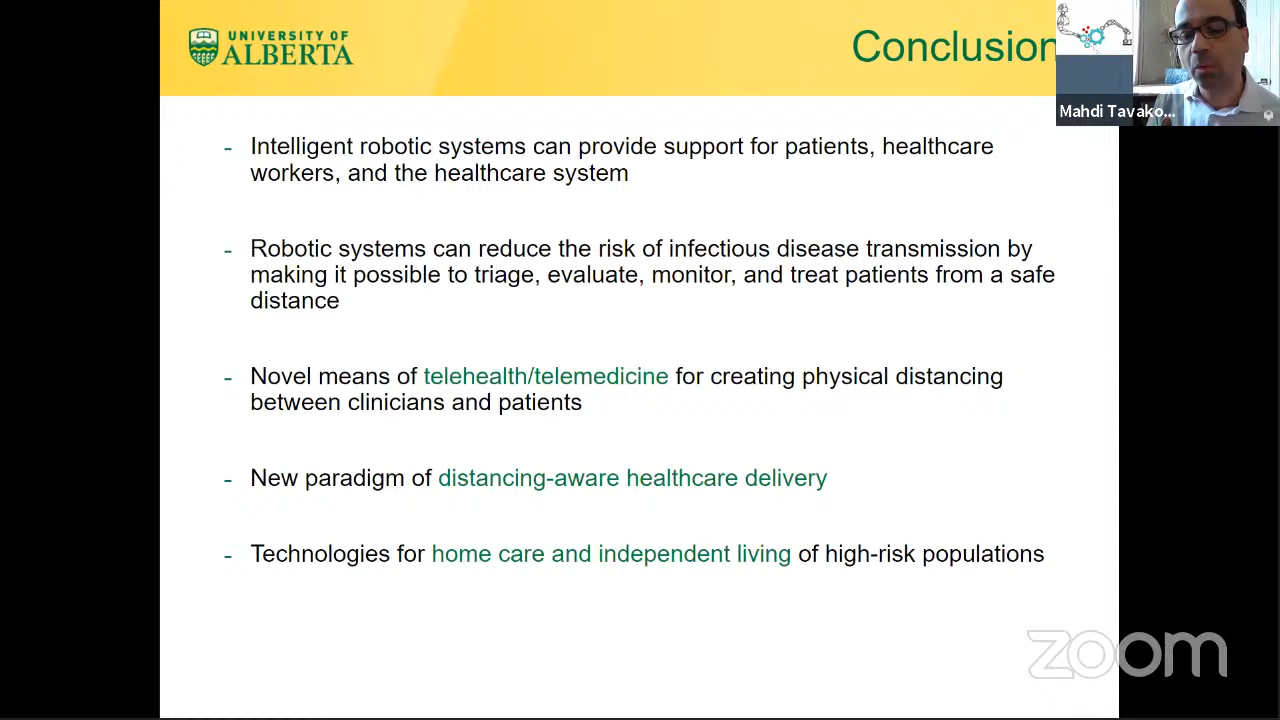 UNIVERSITY OF
ALBERTA
Conclusion
Mahdi Tavako...
- Intelligent robotic systems can provide support for patients, healthcare
workers, and the healthcare system
- Robotic systems can reduce the risk of infectious disease transmission by
making it possible to triage, evaluate, monitor, and treat patients from a safe
distance
- Novel means of telehealth/telemedicine for creating physical distancing
between clinicians and patients
- New paradigm of distancing-aware healthcare delivery
- Technologies for home care and independent living of high-risk populations
zoom